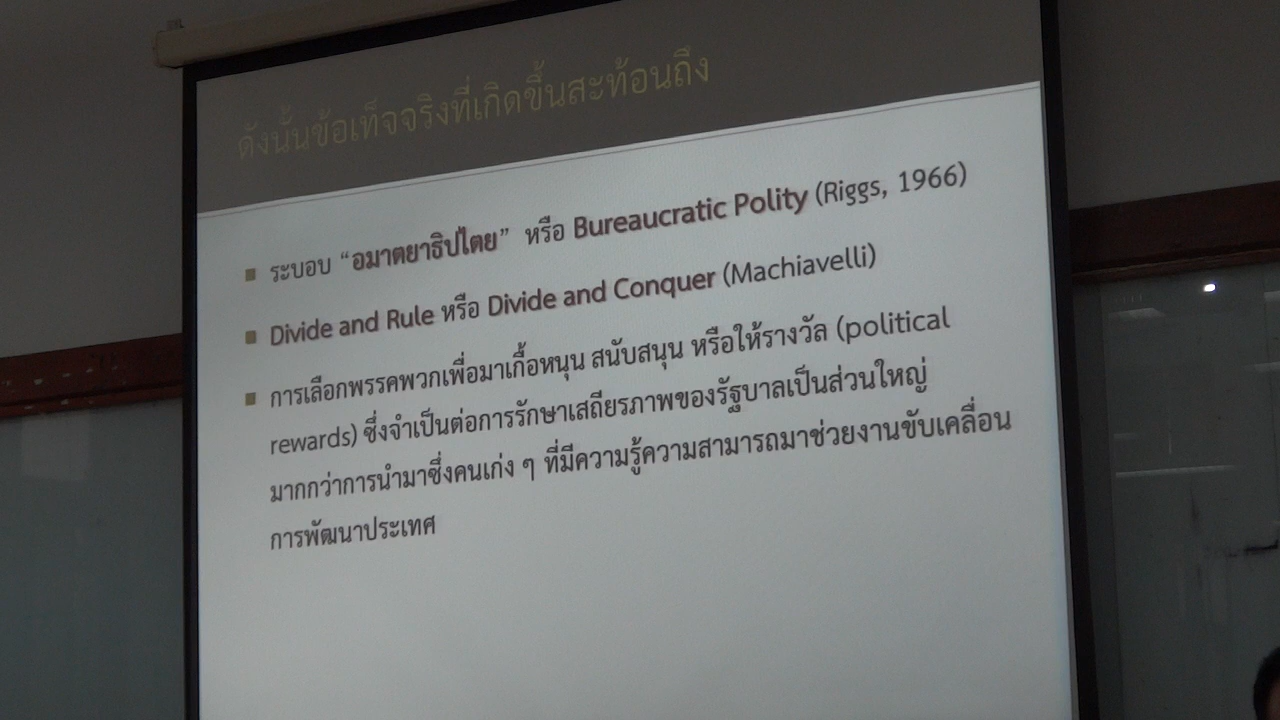 ดังนั้นข้อเท็จจริงที่เกิดขึ้นสะท้อนถึง
▪ ระบอบ “อมาตยาธิปไตย” หรือ Bureaucratic Polity (Riggs, 1966)
▪ Divide and Rule หรือ Divide and Conquer (Machiavelli)
▪ การเลือกพรรคพวกเพื่อมาเกื้อหนุน สนับสนุน หรือให้รางวัล (political
rewards) ซึ่งจำเป็นต่อการรักษาเสถียรภาพของรัฐบาลเป็นส่วนใหญ่
มากกว่าการนำมาซึ่งคนเก่ง ๆ ที่มีความรู้ความสามารถมาช่วยงานขับเคลื่อน
การพัฒนาประเทศ